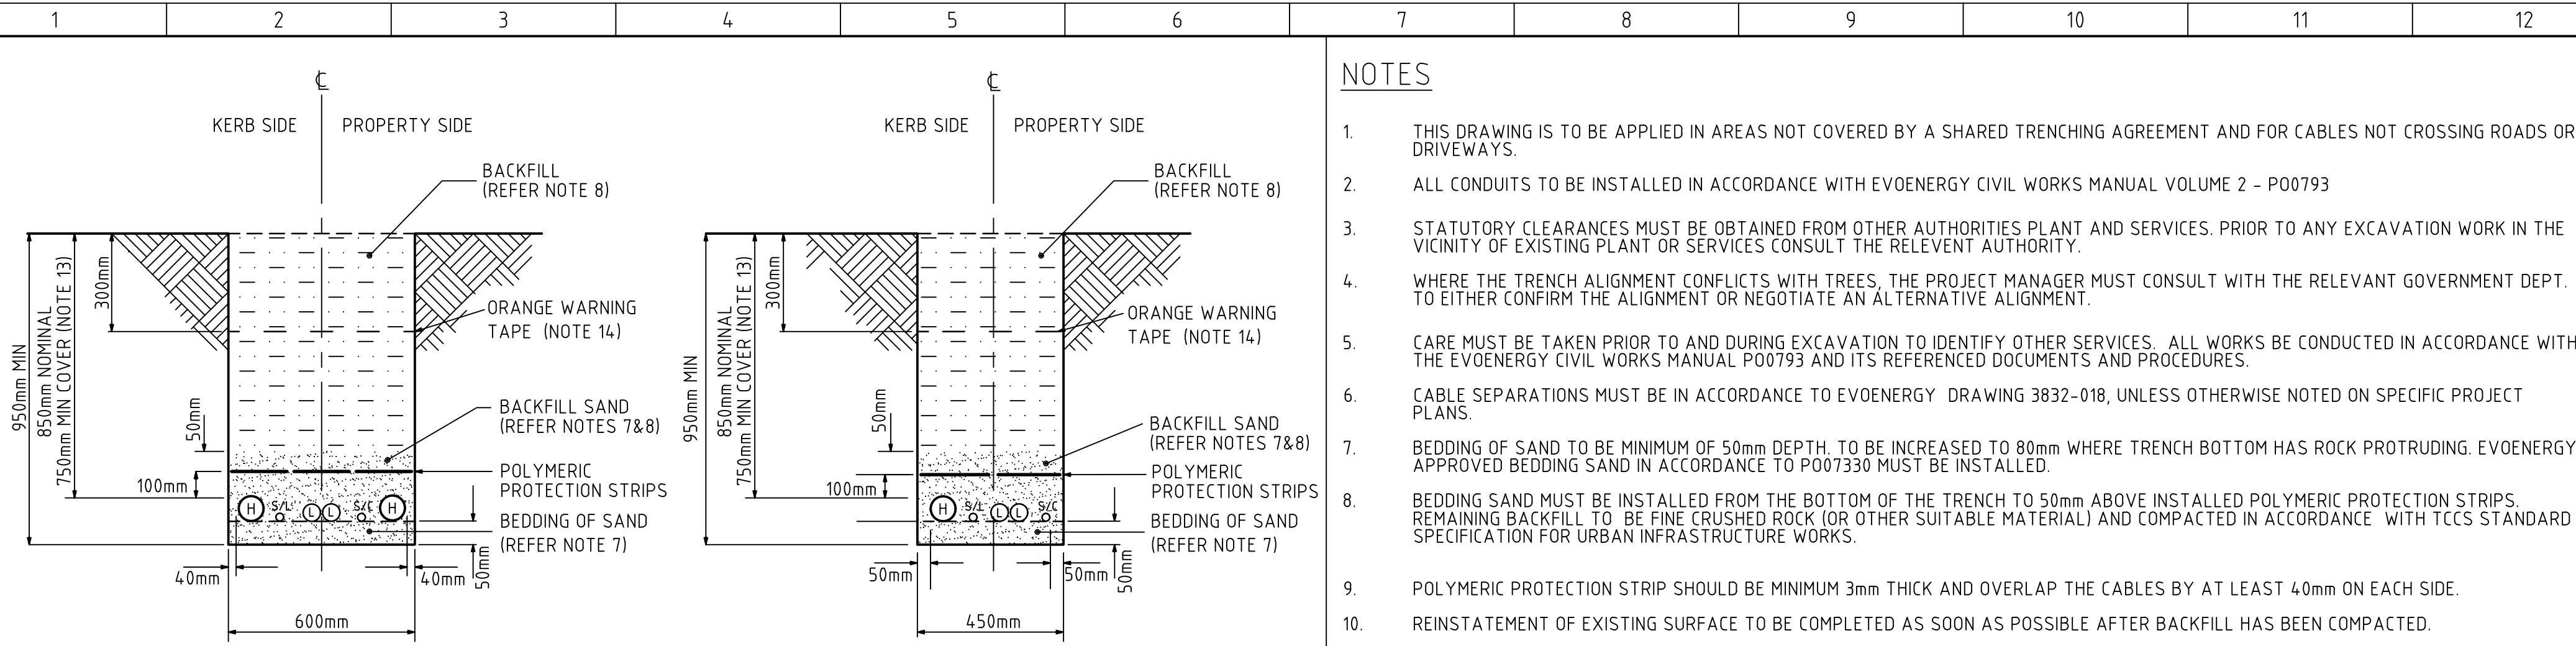 1 2 3 4 5 6 7 8 9 10 11 12
℄
KERB SIDE PROPERTY SIDE
BACKFILL
(REFER NOTE 8)
ORANGE WARNING
TAPE (NOTE 14)
BACKFILL SAND
(REFER NOTES 7&8)
POLYMERIC
PROTECTION STRIPS
BEDDING OF SAND
(REFER NOTE 7)
950mm MIN
850mm NOMINAL
750mm MIN COVER (NOTE 13)
300mm
50mm
100mm
H S/L L L S/L H
40mm 40mm 50mm
600mm
℄
KERB SIDE PROPERTY SIDE
BACKFILL
(REFER NOTE 8)
ORANGE WARNING
TAPE (NOTE 14)
BACKFILL SAND
(REFER NOTES 7&8)
POLYMERIC
PROTECTION STRIPS
BEDDING OF SAND
(REFER NOTE 7)
950mm MIN
850mm NOMINAL
750mm MIN COVER (NOTE 13)
300mm
50mm
100mm
H S/L L L S/C
50mm 50mm 50mm
450mm
NOTES
1. THIS DRAWING IS TO BE APPLIED IN AREAS NOT COVERED BY A SHARED TRENCHING AGREEMENT AND FOR CABLES NOT CROSSING ROADS OR
DRIVEWAYS.
2. ALL CONDUITS TO BE INSTALLED IN ACCORDANCE WITH EVOENERGY CIVIL WORKS MANUAL VOLUME 2 - PO0793
3. STATUTORY CLEARANCES MUST BE OBTAINED FROM OTHER AUTHORITIES PLANT AND SERVICES. PRIOR TO ANY EXCAVATION WORK IN THE
VICINITY OF EXISTING PLANT OR SERVICES CONSULT THE RELEVENT AUTHORITY.
4. WHERE THE TRENCH ALIGNMENT CONFLICTS WITH TREES, THE PROJECT MANAGER MUST CONSULT WITH THE RELEVANT GOVERNMENT DEPT.
TO EITHER CONFIRM THE ALIGNMENT OR NEGOTIATE AN ALTERNATIVE ALIGNMENT.
5. CARE MUST BE TAKEN PRIOR TO AND DURING EXCAVATION TO IDENTIFY OTHER SERVICES. ALL WORKS BE CONDUCTED IN ACCORDANCE WITH
THE EVOENERGY CIVIL WORKS MANUAL PO0793 AND ITS REFERENCED DOCUMENTS AND PROCEDURES.
6. CABLE SEPARATIONS MUST BE IN ACCORDANCE TO EVOENERGY DRAWING 3832-018, UNLESS OTHERWISE NOTED ON SPECIFIC PROJECT
PLANS.
7. BEDDING OF SAND TO BE MINIMUM OF 50mm DEPTH. TO BE INCREASED TO 80mm WHERE TRENCH BOTTOM HAS ROCK PROTRUDING. EVOENERGY
APPROVED BEDDING SAND IN ACCORDANCE TO PO07330 MUST BE INSTALLED.
8. BEDDING SAND MUST BE INSTALLED FROM THE BOTTOM OF THE TRENCH TO 50mm ABOVE INSTALLED POLYMERIC PROTECTION STRIPS.
REMAINING BACKFILL TO BE FINE CRUSHED ROCK (OR OTHER SUITABLE MATERIAL) AND COMPACTED IN ACCORDANCE WITH TCCS STANDARD
SPECIFICATION FOR URBAN INFRASTRUCTURE WORKS.
9. POLYMERIC PROTECTION STRIP SHOULD BE MINIMUM 3mm THICK AND OVERLAP THE CABLES BY AT LEAST 40mm ON EACH SIDE.
10. REINSTATEMENT OF EXISTING SURFACE TO BE COMPLETED AS SOON AS POSSIBLE AFTER BACKFILL HAS BEEN COMPACTED.